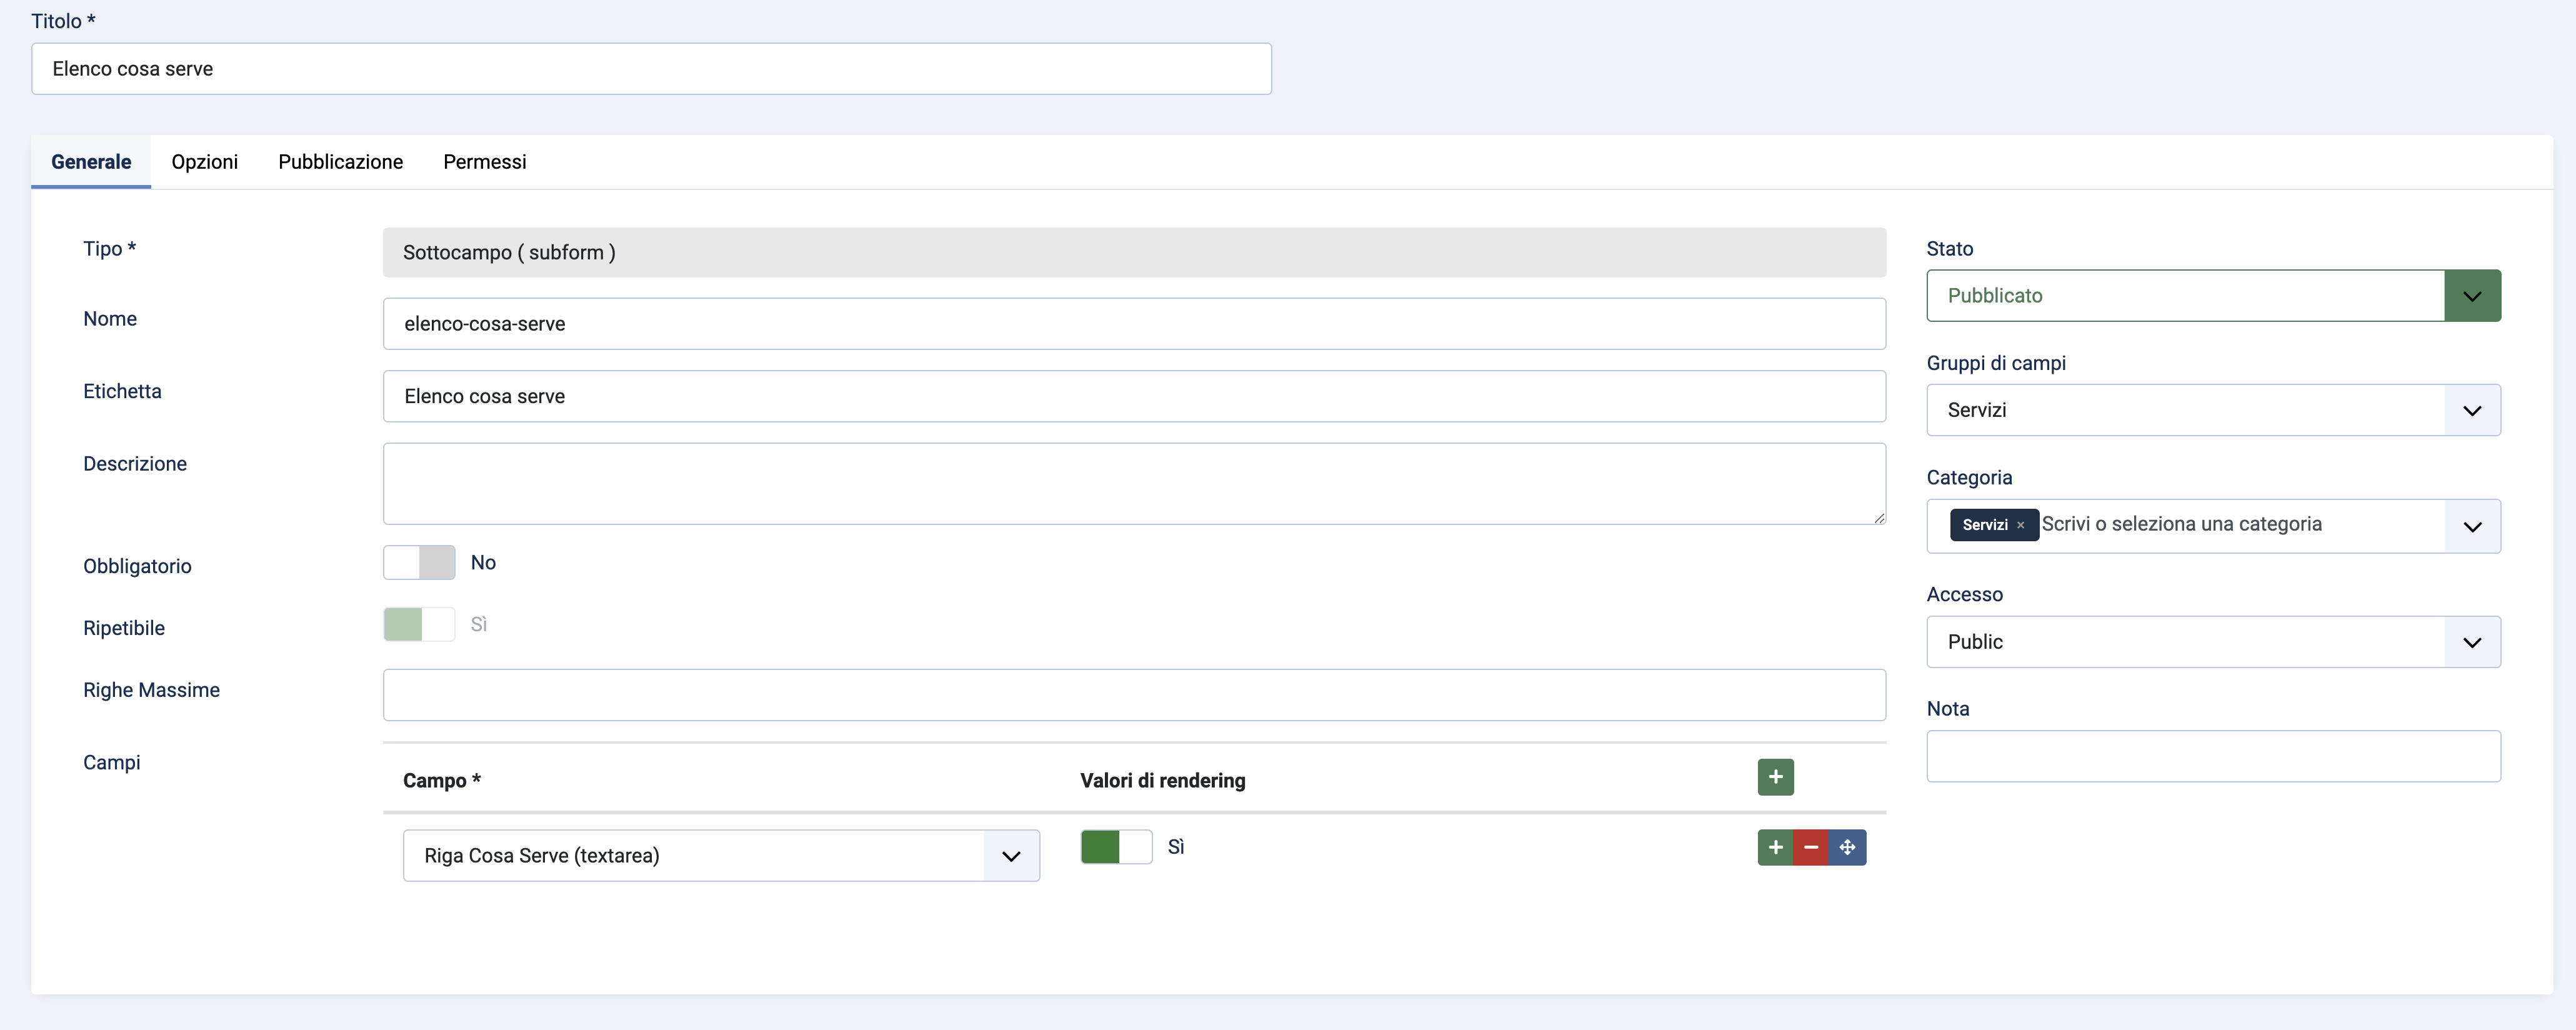 Titolo *
Elenco cosa serve
Generale Opzioni Pubblicazione Permessi
Tipo *
Sottocampo ( subform )
Nome
elenco-cosa-serve
Etichetta
Elenco cosa serve
Descrizione
Obbligatorio
No
Ripetibile
Sì
Righe Massime
Campi
Campo * Valori di rendering
Riga Cosa Serve (textarea)
Sì
Stato
Pubblicato
Gruppi di campi
Servizi
Categoria
Servizi × Scrivi o seleziona una categoria
Accesso
Public
Nota